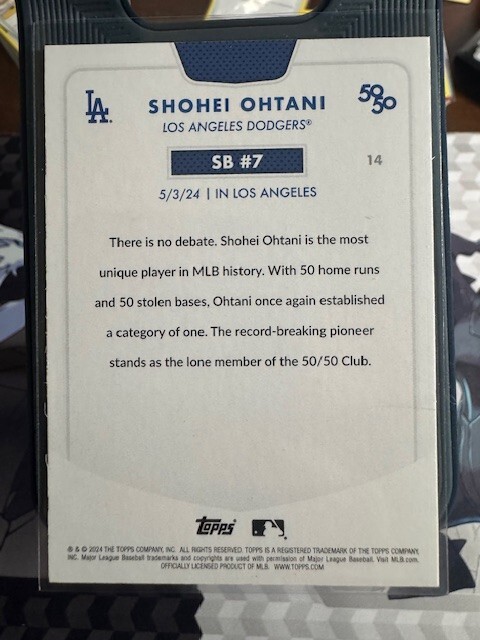 LA
SHOHEI OHTANI
50
50
LOS ANGELES DODGERS®
SB #7
14
5/3/24 | IN LOS ANGELES
There is no debate. Shohei Ohtani is the most
unique player in MLB history. With 50 home runs
and 50 stolen bases, Ohtani once again established
a category of one. The record-breaking pioneer
stands as the lone member of the 50/50 Club.
Topps
® & © 2024 THE TOPPS COMPANY, INC. ALL RIGHTS RESERVED. TOPPS IS A REGISTERED TRADEMARK OF THE TOPPS COMPANY,
INC. Major League Baseball trademarks and copyrights are used with permission of Major League Baseball. Visit MLB.com.
OFFICIALLY LICENSED PRODUCT OF MLB. WWW.TOPPS.COM